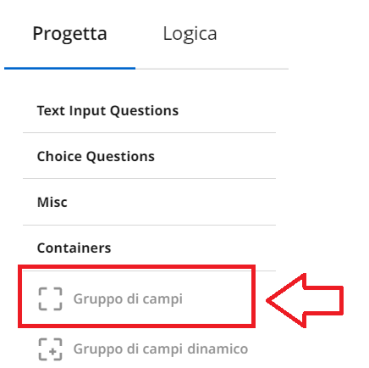 Progetta Logica
Text Input Questions
Choice Questions
Misc
Containers
Gruppo di campi
Gruppo di campi dinamico